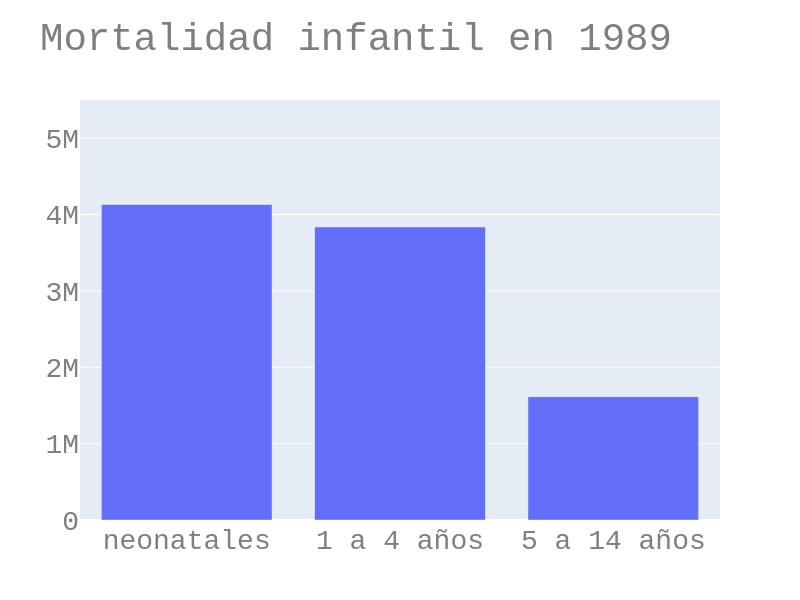 Mortalidad infantil en 1989
5M
4M
3M
2M
1M
0
neonatales 1 a 4 años 5 a 14 años